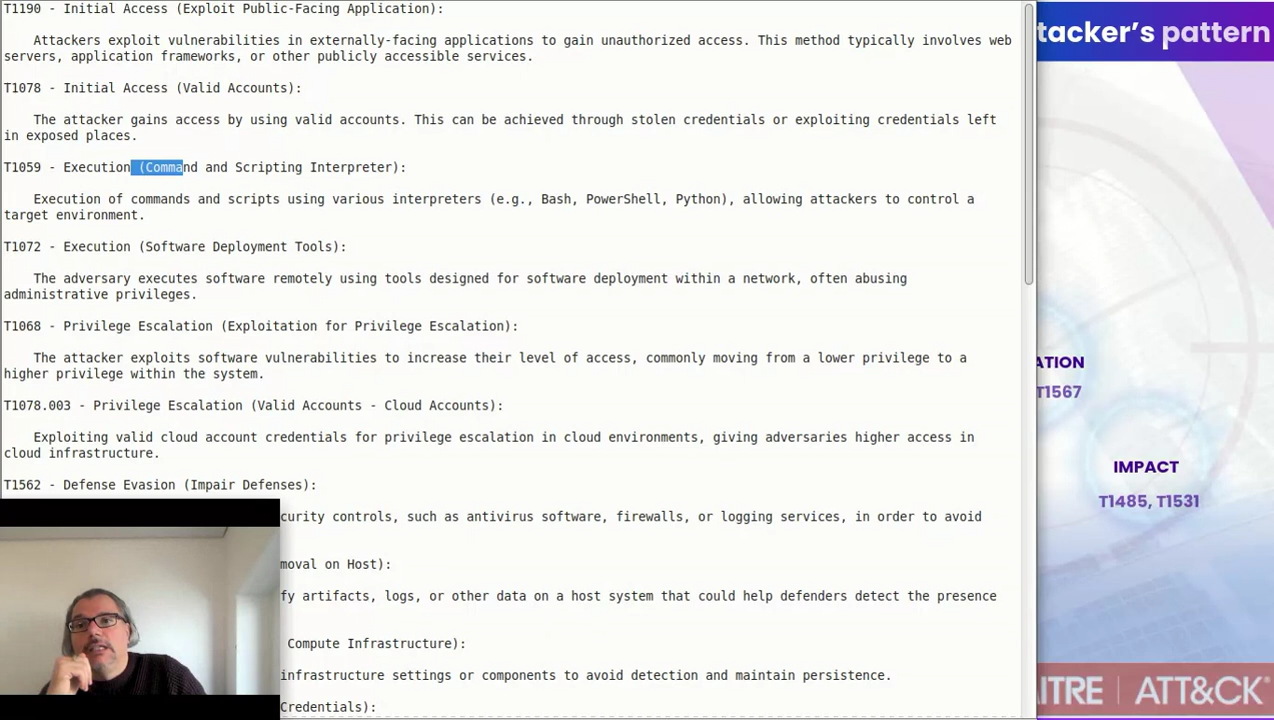 T1190 - Initial Access (Exploit Public-Facing Application):
Attackers exploit vulnerabilities in externally-facing applications to gain unauthorized access. This method typically involves web
servers, application frameworks, or other publicly accessible services.
T1078 - Initial Access (Valid Accounts):
The attacker gains access by using valid accounts. This can be achieved through stolen credentials or exploiting credentials left
in exposed places.
T1059 - Execution (Command and Scripting Interpreter):
Execution of commands and scripts using various interpreters (e.g., Bash, PowerShell, Python), allowing attackers to control a
target environment.
T1072 - Execution (Software Deployment Tools):
The adversary executes software remotely using tools designed for software deployment within a network, often abusing
administrative privileges.
T1068 - Privilege Escalation (Exploitation for Privilege Escalation):
The attacker exploits software vulnerabilities to increase their level of access, commonly moving from a lower privilege to a
higher privilege within the system.
T1078.003 - Privilege Escalation (Valid Accounts - Cloud Accounts):
Exploiting valid cloud account credentials for privilege escalation in cloud environments, giving adversaries higher access in
cloud infrastructure.
T1562 - Defense Evasion (Impair Defenses):
curity controls, such as antivirus software, firewalls, or logging services, in order to avoid
moval on Host):
fy artifacts, logs, or other data on a host system that could help defenders detect the presence
Compute Infrastructure):
infrastructure settings or components to avoid detection and maintain persistence.
Credentials):
tacker's pattern
ATION
T1567
IMPACT
T1485, T1531
ITRE | ATT&CK®